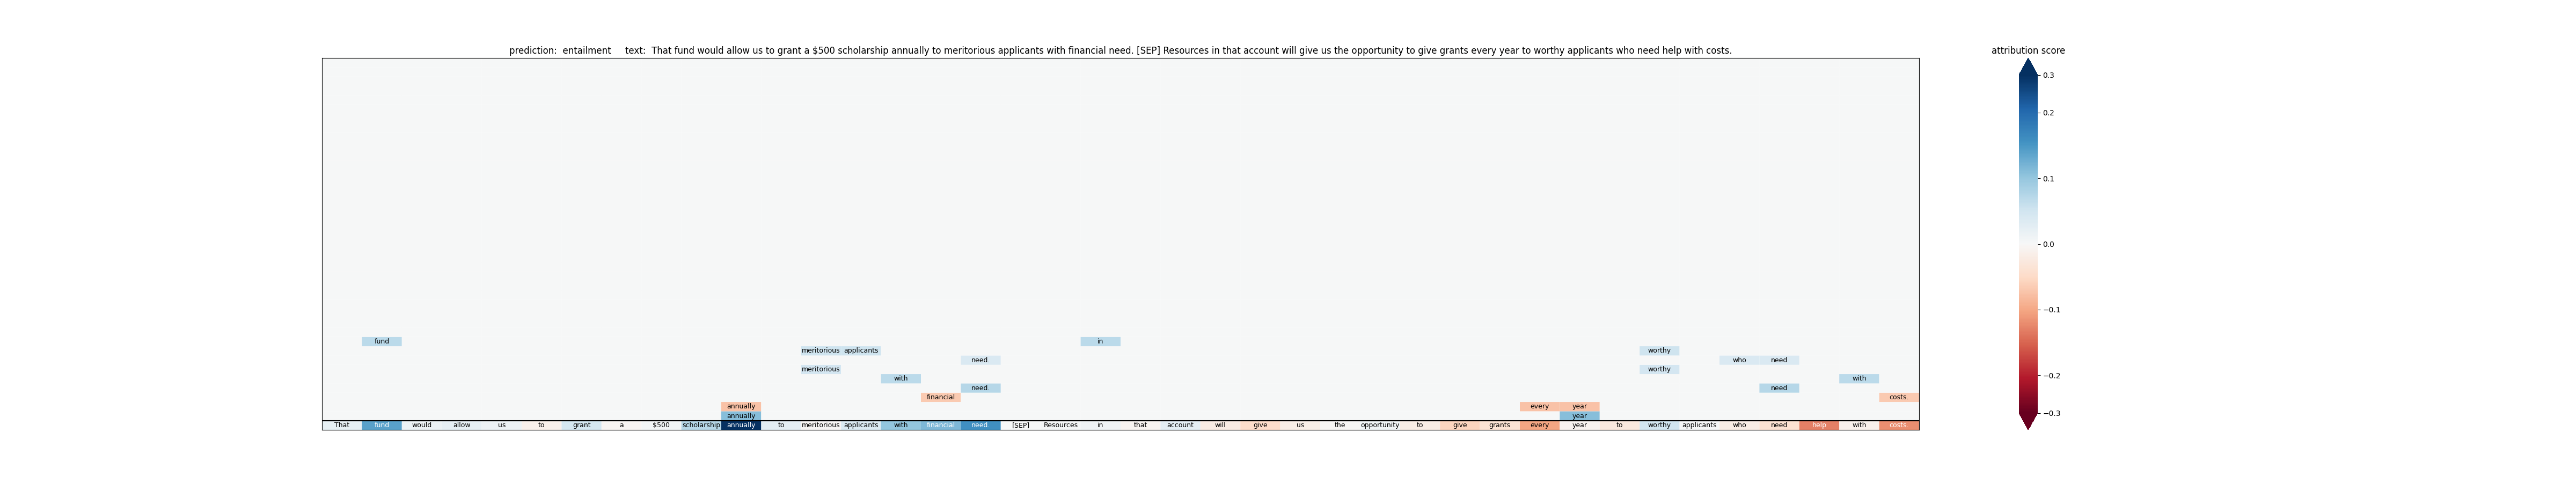 prediction:  entailment     text:  That fund would allow us to grant a $500 scholarship annually to meritorious applicants with financial need. [SEP] Resources in that account will give us the opportunity to give grants every year to worthy applicants who need help with costs.
attribution score
0.3
0.2
0.1
0.0
−0.1
−0.2
−0.3
fund in
meritorious applicants worthy
need. who need
meritorious worthy
with with
need. need
financial costs.
annually every year
annually year
That fund would allow us to grant a $500 scholarship annually to meritorious applicants with financial need. [SEP] Resources in that account will give us the opportunity to give grants every year to worthy applicants who need help with costs.